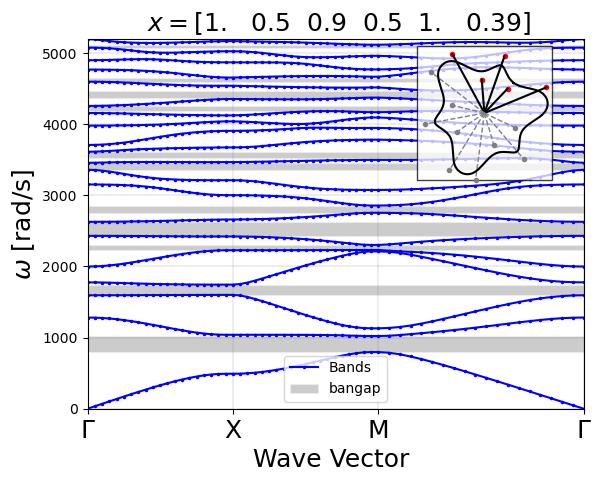 x = [1. 0.5 0.9 0.5 1. 0.39]
5000
4000
3000
2000
1000
0
ω [rad/s]
Bands
bangap
Γ X M Γ
Wave Vector